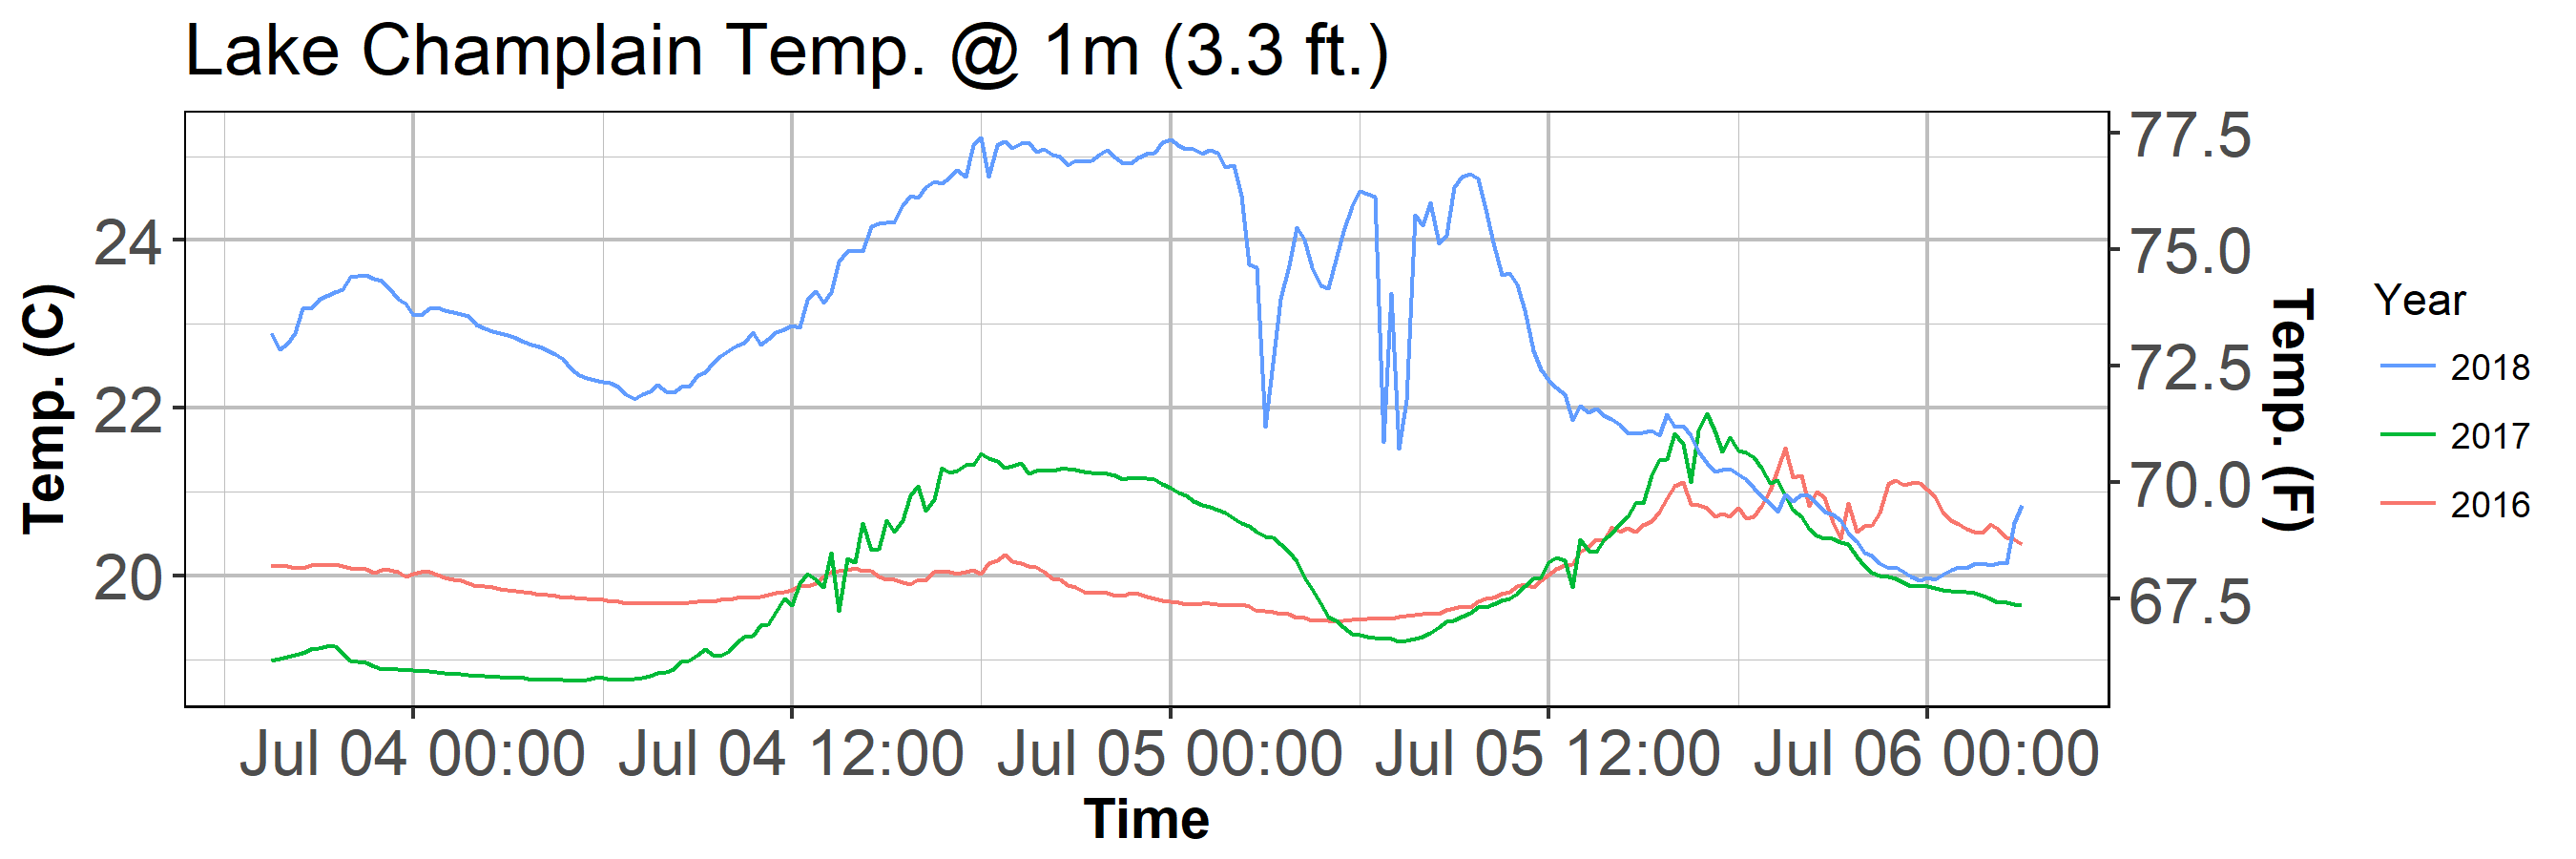 Lake Champlain Temp. @ 1m (3.3 ft.)
Temp. (C)
24
22
20
77.5
75.0
72.5
70.0
67.5
Temp. (F)
Jul 04 00:00
Jul 04 12:00
Jul 05 00:00
Jul 05 12:00
Jul 06 00:00
Time
Year
2018
2017
2016